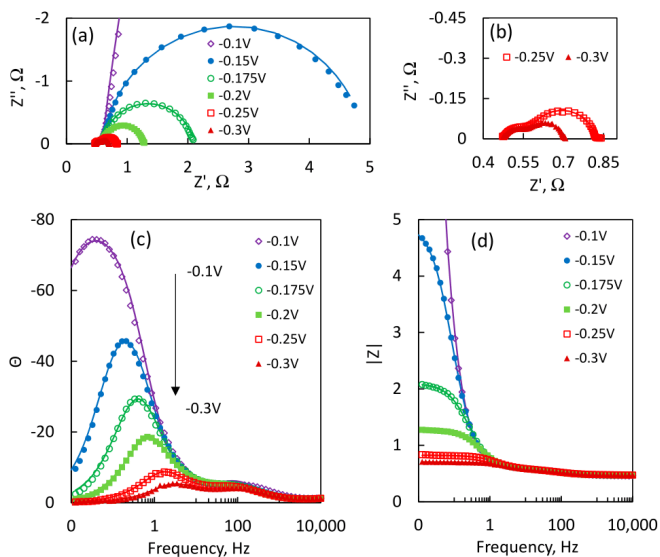 (a)
-0.1V
-0.15V
-0.175V
-0.2V
-0.25V
-0.3V
Z'', Ω
-2
-1
0
0 1 2 3 4 5
Z', Ω
(b)
-0.25V -0.3V
Z'', Ω
-0.45
-0.3
-0.15
0
0.4 0.55 0.7 0.85
Z', Ω
(c)
-0.1V
-0.15V
-0.175V
-0.2V
-0.25V
-0.3V
-0.1V
-0.3V
Θ
-80
-60
-40
-20
0
0 1 100 10,000
Frequency, Hz
(d)
-0.1V
-0.15V
-0.175V
-0.2V
-0.25V
-0.3V
|Z|
5
4
3
2
1
0
0 1 100 10,000
Frequency, Hz